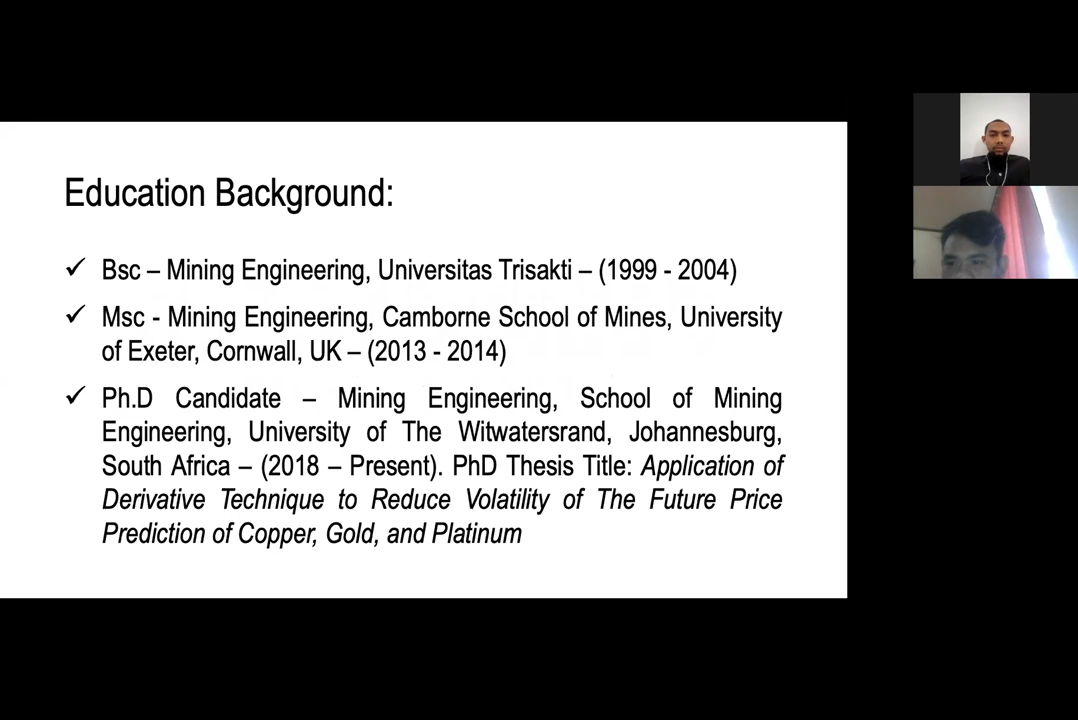 Education Background:
✓ Bsc – Mining Engineering, Universitas Trisakti – (1999 - 2004)
✓ Msc - Mining Engineering, Camborne School of Mines, University
of Exeter, Cornwall, UK – (2013 - 2014)
✓ Ph.D Candidate – Mining Engineering, School of Mining
Engineering, University of The Witwatersrand, Johannesburg,
South Africa – (2018 – Present). PhD Thesis Title: Application of
Derivative Technique to Reduce Volatility of The Future Price
Prediction of Copper, Gold, and Platinum